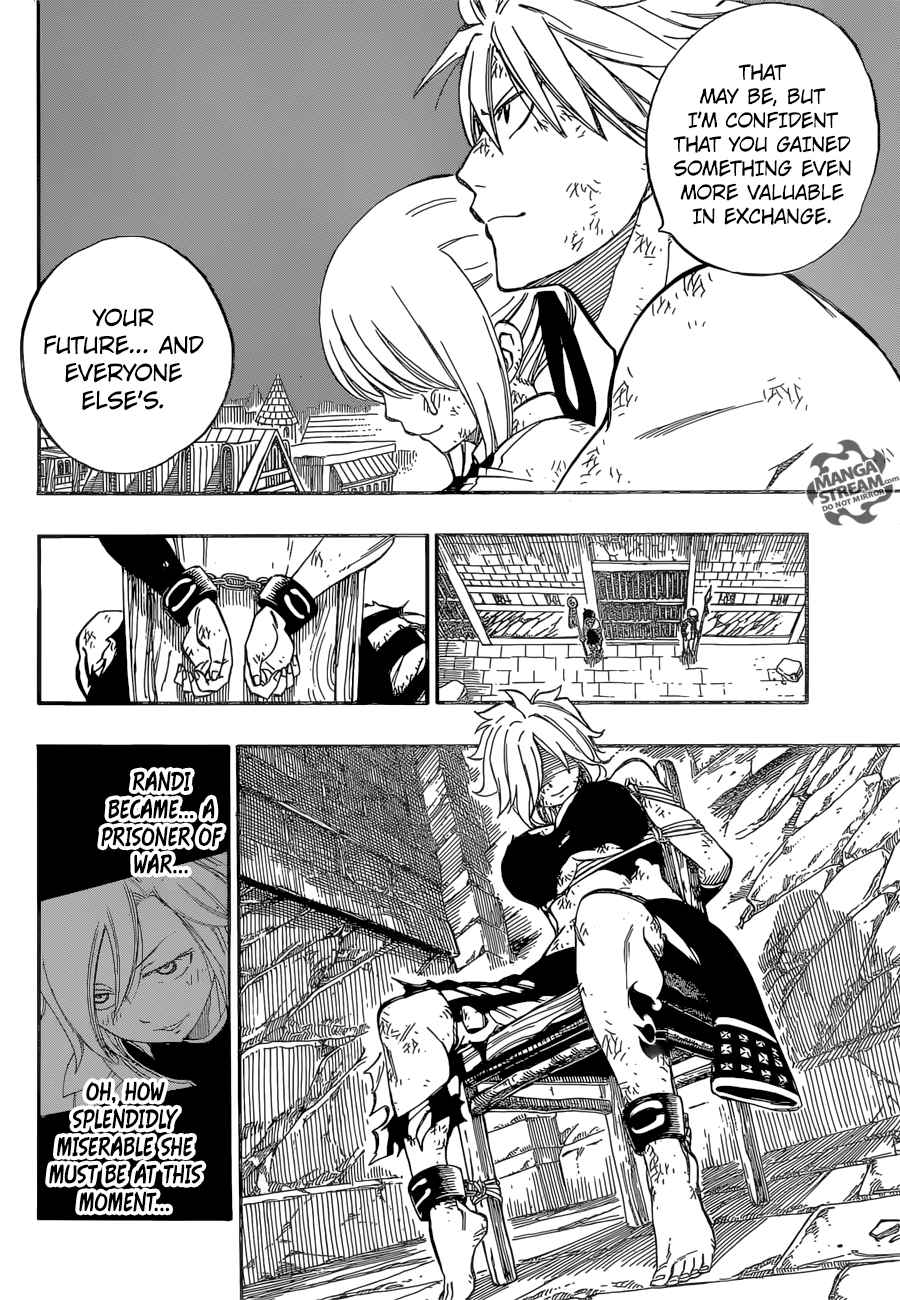 THAT
MAY BE, BUT
I'M CONFIDENT
THAT YOU GAINED
SOMETHING EVEN
MORE VALUABLE
IN EXCHANGE.
YOUR
FUTURE... AND
EVERYONE
ELSE'S.
MANGA
STREAM.com
DO NOT MIRROR
RANDI
BECAME... A
PRISONER OF
WAR...
OH, HOW
SPLENDIDLY
MISERABLE SHE
MUST BE AT THIS
MOMENT...